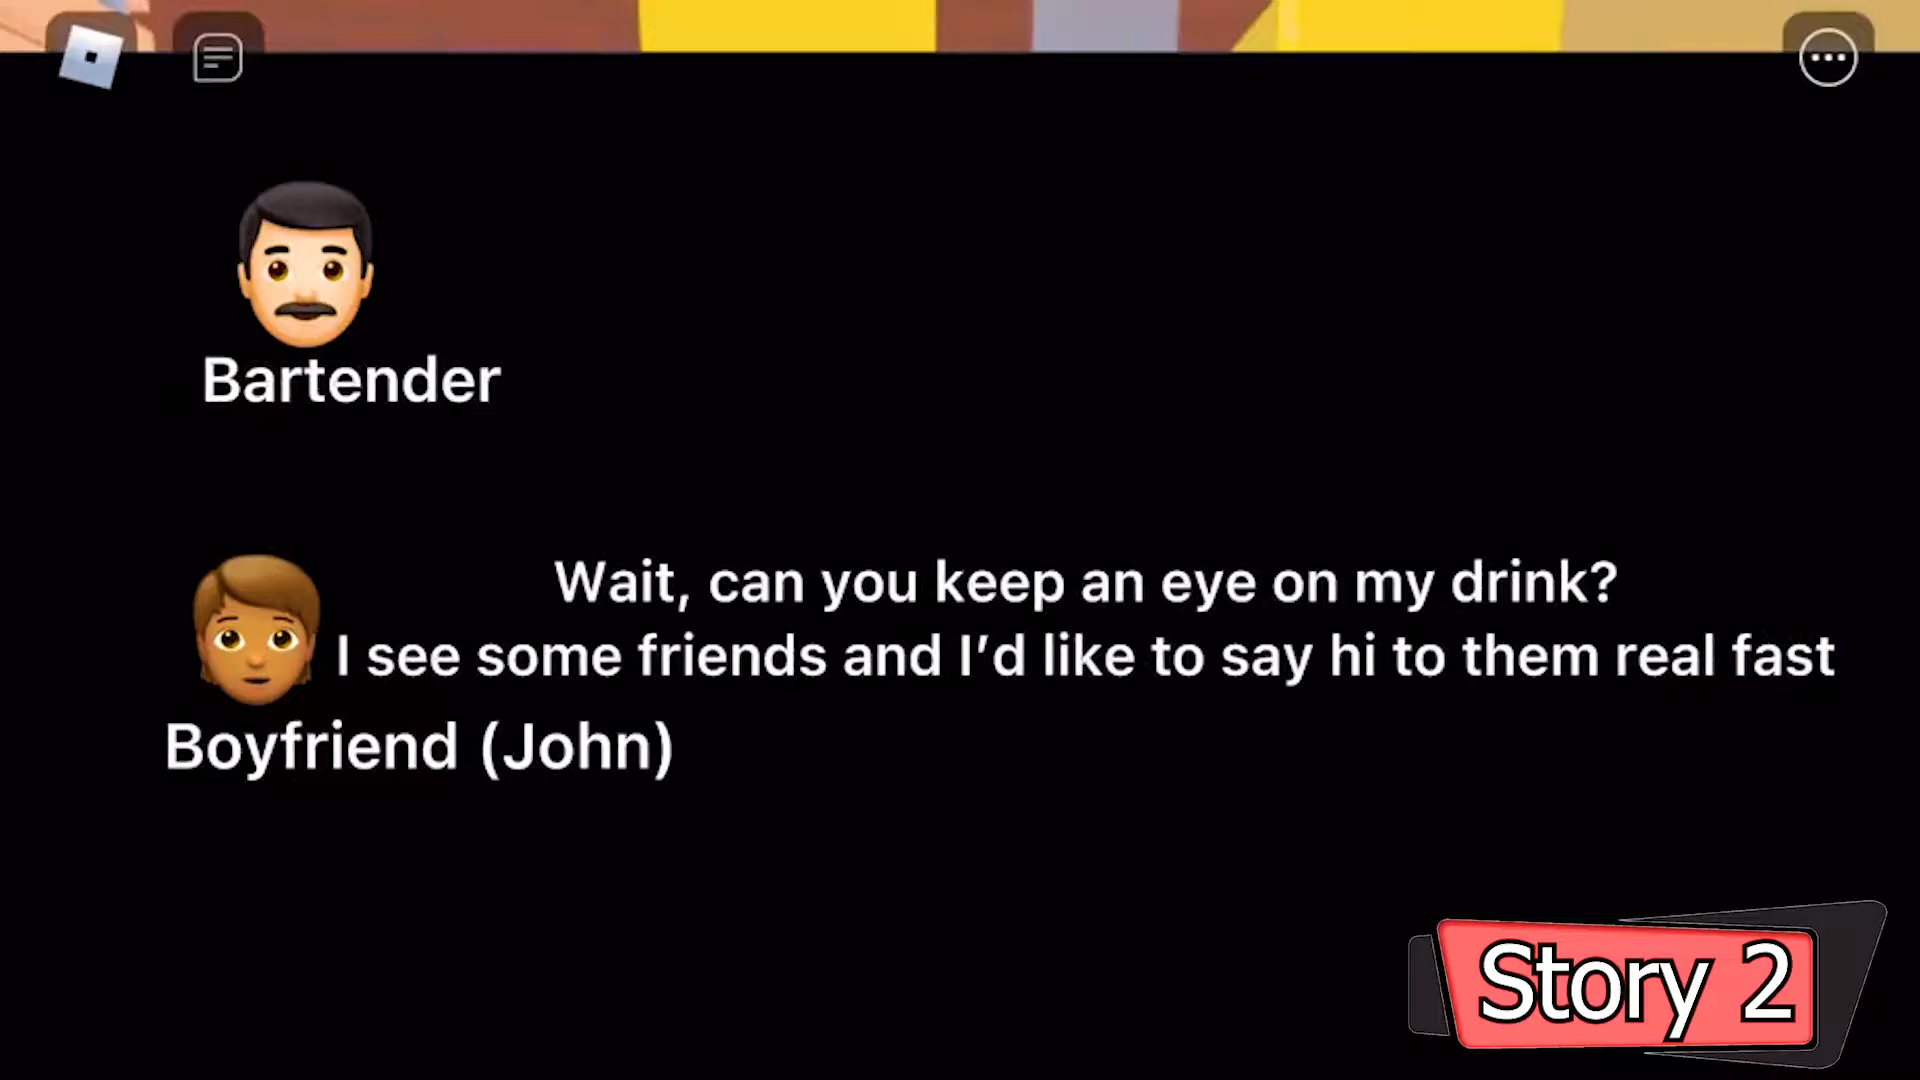 Bartender
Wait, can you keep an eye on my drink?
I see some friends and I’d like to say hi to them real fast
Boyfriend (John)
Story 2